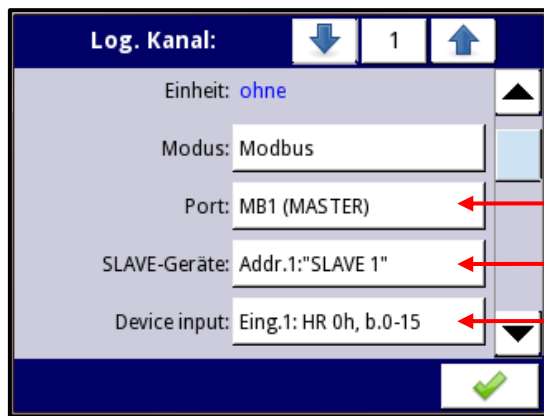 Log. Kanal: 1
Einheit: ohne
Modus: Modbus
Port: MB1 (MASTER)
SLAVE-Geräte: Addr.1:"SLAVE 1"
Device input: Eing.1: HR 0h, b.0-15